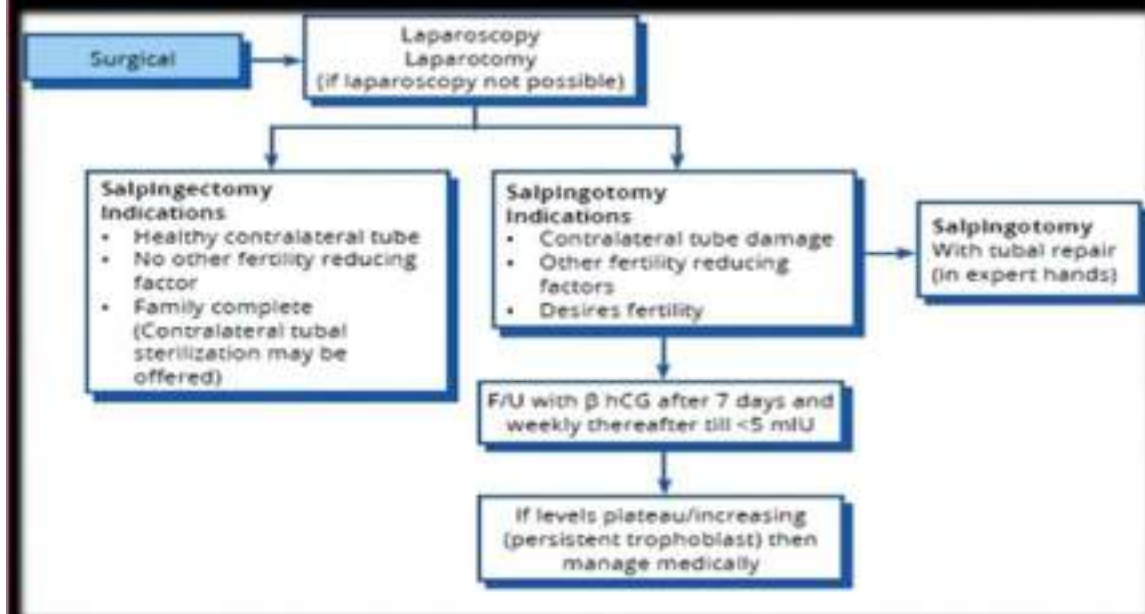 Surgical
Laparoscopy
Laparotomy
(if laparoscopy not possible)
Salpingectomy
Indications
• Healthy contralateral tube
• No other fertility reducing
factor
• Family complete
(Contralateral tubal
sterilization may be
offered)
Salpingotomy
Indications
• Contralateral tube damage
• Other fertility reducing
factors
• Desires fertility
Salpingotomy
With tubal repair
(in expert hands)
F/U with β hCG after 7 days and
weekly thereafter till <5 mIU
If levels plateau/increasing
(persistent trophoblast) then
manage medically